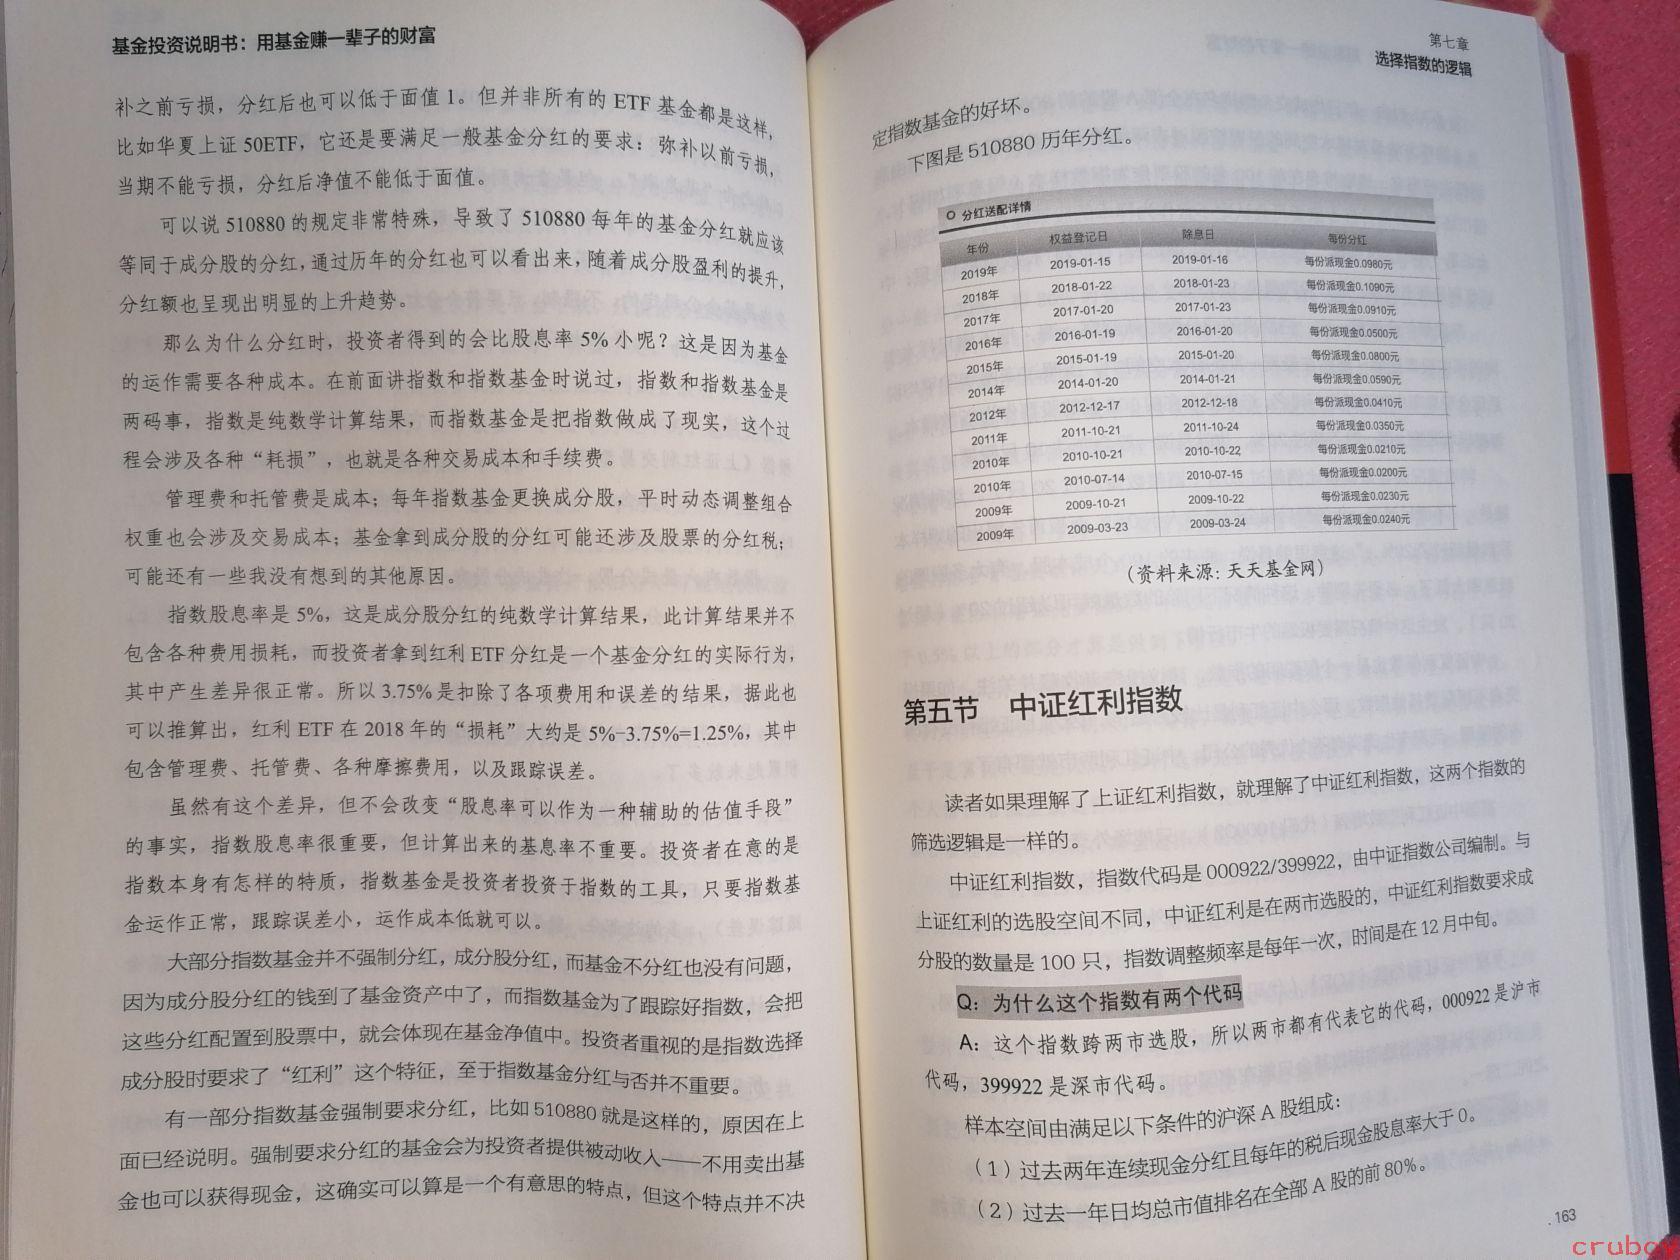 基金投资说明书：用基金赚一辈子的财富
补之前亏损，分红后也可以低于面值 1。但并非所有的 ETF 基金都是这样，
比如华夏上证 50ETF，它还是要满足一般基金分红的要求：弥补以前亏损，
当期不能亏损，分红后净值不能低于面值。
可以说 510880 的规定非常特殊，导致了 510880 每年的基金分红就应该
等同于成分股的分红，通过历年的分红也可以看出来，随着成分股盈利的提升，
分红额也呈现出明显的上升趋势。
那么为什么分红时，投资者得到的会比股息率 5% 小呢？这是因为基金
的运作需要各种成本。在前面讲指数和指数基金时说过，指数和指数基金是
两码事，指数是纯数学计算结果，而指数基金是把指数做成了现实，这个过
程会涉及各种“耗损”，也就是各种交易成本和手续费。
管理费和托管费是成本；每年指数基金更换成分股，平时动态调整组合
权重也会涉及交易成本；基金拿到成分股的分红可能还涉及股票的分红税；
可能还有一些我没有想到的其他原因。
指数股息率是 5%，这是成分股分红的纯数学计算结果，此计算结果并不
包含各种费用损耗，而投资者拿到红利 ETF 分红是一个基金分红的实际行为，
其中产生差异很正常。所以 3.75% 是扣除了各项费用和误差的结果，据此也
可以推算出，红利 ETF 在 2018 年的“损耗”大约是 5%-3.75%=1.25%，其中
包含管理费、托管费、各种摩擦费用，以及跟踪误差。
虽然有这个差异，但不会改变“股息率可以作为一种辅助的估值手段”
的事实，指数股息率很重要，但计算出来的基息率不重要。投资者在意的是
指数本身有怎样的特质，指数基金是投资者投资于指数的工具，只要指数基
金运作正常，跟踪误差小，运作成本低就可以。
大部分指数基金并不强制分红，成分股分红，而基金不分红也没有问题，
因为成分股分红的钱到了基金资产中了，而指数基金为了跟踪好指数，会把
这些分红配置到股票中，就会体现在基金净值中。投资者重视的是指数选择
成分股时要求了“红利”这个特征，至于指数基金分红与否并不重要。
有一部分指数基金强制要求分红，比如 510880 就是这样的，原因在上
面已经说明。强制要求分红的基金会为投资者提供被动收入——不用卖出基
金也可以获得现金，这确实可以算是一个有意思的特点，但这个特点并不决
第七章
选择指数的逻辑
定指数基金的好坏。
下图是 510880 历年分红。
分红送配详情
年份 权益登记日 除息日 每份分红
2019年 2019-01-15 2019-01-16 每份派现金0.0980元
2018年 2018-01-22 2018-01-23 每份派现金0.1090元
2017年 2017-01-20 2017-01-23 每份派现金0.0910元
2016年 2016-01-19 2016-01-20 每份派现金0.0500元
2015年 2015-01-19 2015-01-20 每份派现金0.0800元
2014年 2014-01-20 2014-01-21 每份派现金0.0590元
2012年 2012-12-17 2012-12-18 每份派现金0.0410元
2011年 2011-10-21 2011-10-24 每份派现金0.0350元
2010年 2010-10-21 2010-10-22 每份派现金0.0210元
2010年 2010-07-14 2010-07-15 每份派现金0.0200元
2009年 2009-10-21 2009-10-22 每份派现金0.0230元
2009年 2009-03-23 2009-03-24 每份派现金0.0240元
（资料来源：天天基金网）
第五节 中证红利指数
读者如果理解了上证红利指数，就理解了中证红利指数，这两个指数的
筛选逻辑是一样的。
中证红利指数，指数代码是 000922/399922，由中证指数公司编制。与
上证红利的选股空间不同，中证红利是在两市选股的，中证红利指数要求成
分股的数量是 100 只，指数调整频率是每年一次，时间是在 12 月中旬。
Q：为什么这个指数有两个代码
A：这个指数跨两市选股，所以两市都有代表它的代码，000922 是沪市
代码，399922 是深市代码。
样本空间由满足以下条件的沪深 A 股组成：
（1）过去两年连续现金分红且每年的税后现金股息率大于 0。
（2）过去一年日均总市值排名在全部 A 股的前 80%。
163